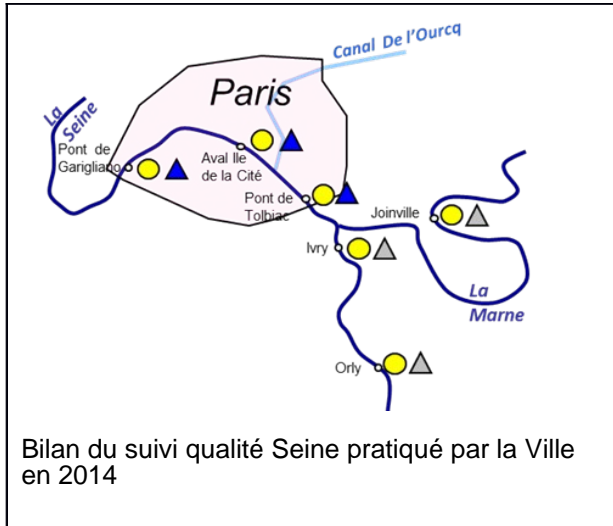 Canal De l'Ourcq
Paris
La
Seine
Pont de
Garigliano
Aval Ile
de la Cité
Pont de
Tolbiac
Joinville
Ivry
La
Marne
Orly
Bilan du suivi qualité Seine pratiqué par la Ville
en 2014